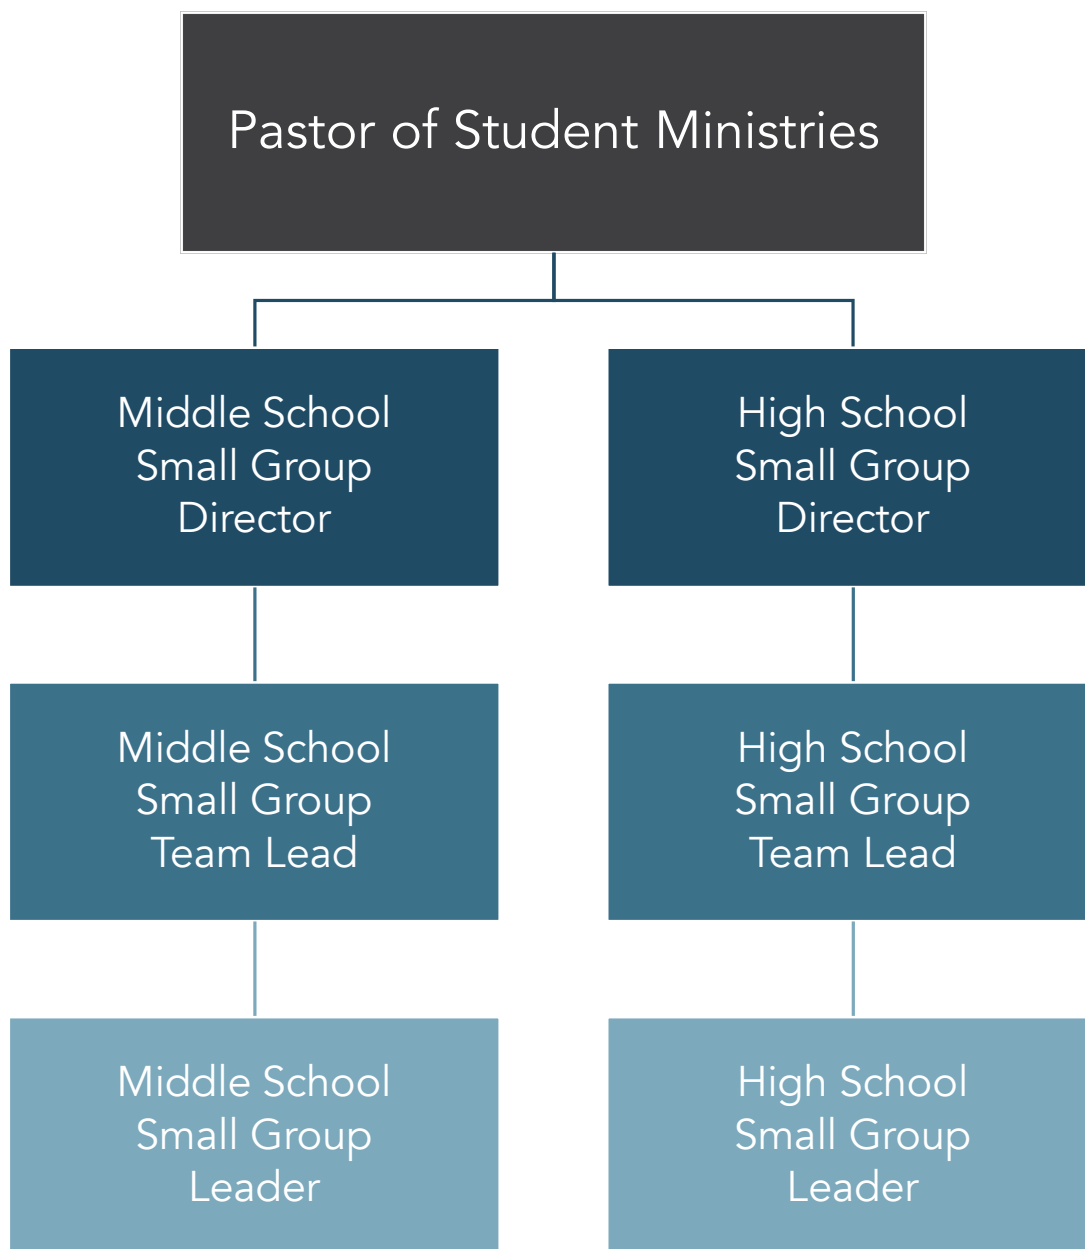 Pastor of Student Ministries
Middle School
Small Group
Director
High School
Small Group
Director
Middle School
Small Group
Team Lead
High School
Small Group
Team Lead
Middle School
Small Group
Leader
High School
Small Group
Leader